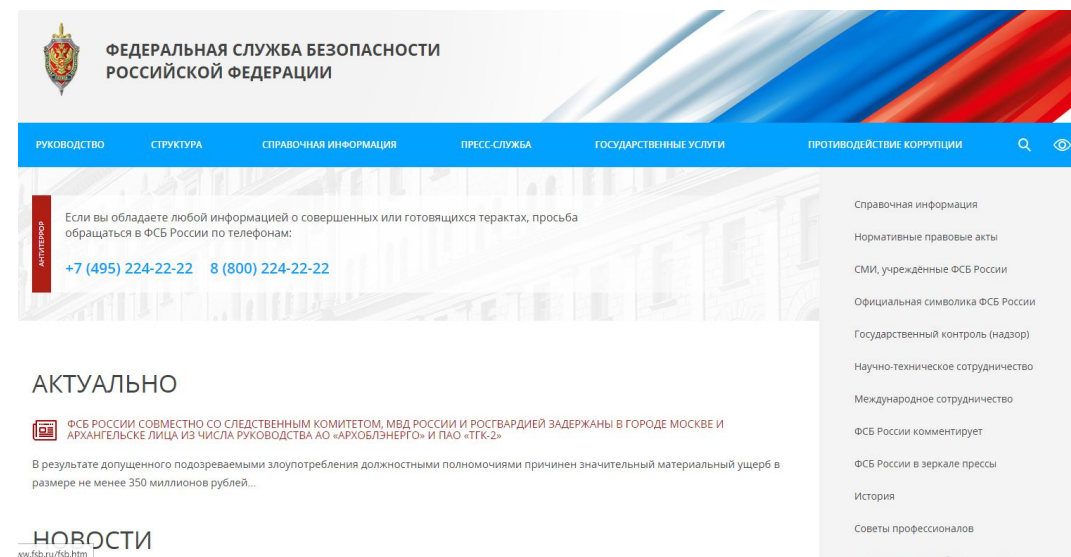 ФЕДЕРАЛЬНАЯ СЛУЖБА БЕЗОПАСНОСТИ
РОССИЙСКОЙ ФЕДЕРАЦИИ
РУКОВОДСТВО СТРУКТУРА СПРАВОЧНАЯ ИНФОРМАЦИЯ ПРЕСС-СЛУЖБА ГОСУДАРСТВЕННЫЕ УСЛУГИ ПРОТИВОДЕЙСТВИЕ КОРРУПЦИИ
АНТИТЕРРОР
Если вы обладаете любой информацией о совершенных или готовящихся терактах, просьба
обращаться в ФСБ России по телефонам:
+7 (495) 224-22-22 8 (800) 224-22-22
АКТУАЛЬНО
ФСБ РОССИИ СОВМЕСТНО СО СЛЕДСТВЕННЫМ КОМИТЕТОМ, МВД РОССИИ И РОСГВАРДИЕЙ ЗАДЕРЖАНЫ В ГОРОДЕ МОСКВЕ И
АРХАНГЕЛЬСКЕ ЛИЦА ИЗ ЧИСЛА РУКОВОДСТВА АО «АРХОБЛЭНЕРГО» И ПАО «ТГК-2»
В результате допущенного подозреваемыми злоупотребления должностными полномочиями причинен значительный материальный ущерб в
размере не менее 350 миллионов рублей...
НОВОСТИ
ww.fsb.ru/fsb.htm
Справочная информация
Нормативные правовые акты
СМИ, учреждённые ФСБ России
Официальная символика ФСБ России
Государственный контроль (надзор)
Научно-техническое сотрудничество
Международное сотрудничество
ФСБ России комментирует
ФСБ России в зеркале прессы
История
Советы профессионалов